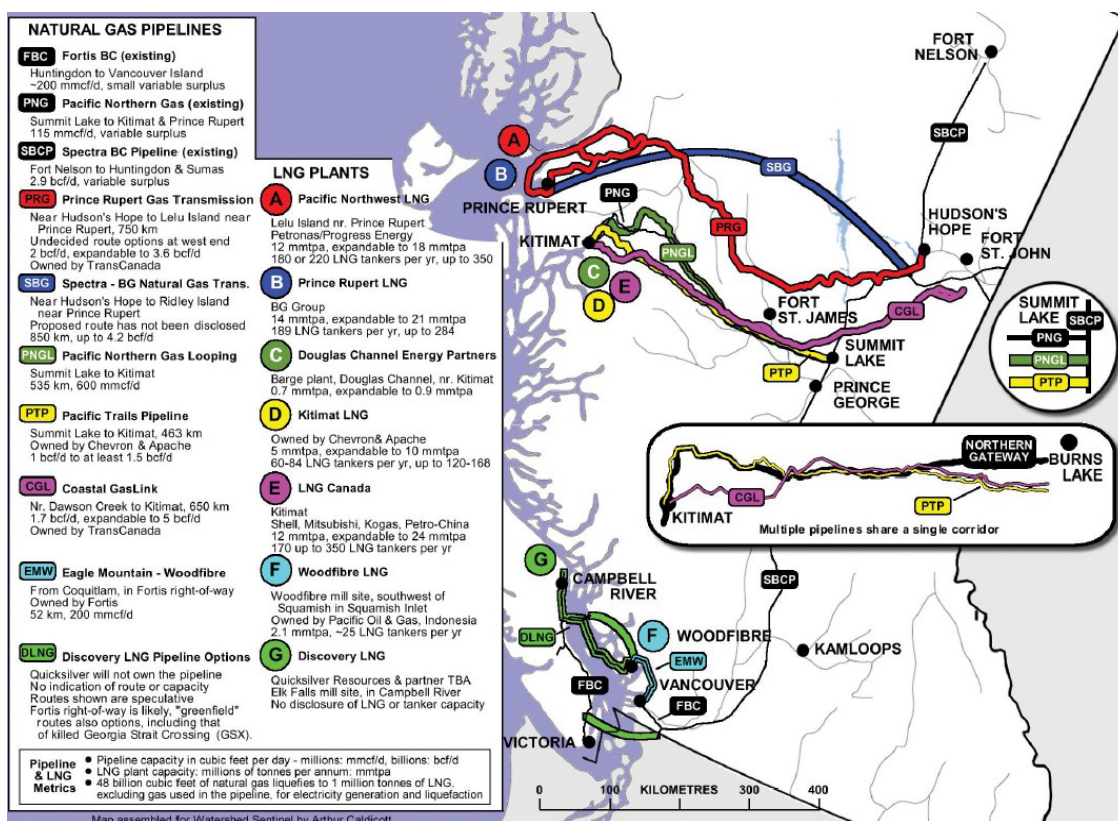 NATURAL GAS PIPELINES
FBC Fortis BC (existing)
Huntingdon to Vancouver Island
~200 mmcf/d, small variable surplus
PNG Pacific Northern Gas (existing)
Summit Lake to Kitimat & Prince Rupert
115 mmcf/d, variable surplus
SBCP Spectra BC Pipeline (existing)
Fort Nelson to Huntingdon & Sumas
2.9 bcf/d, variable surplus
PRG Prince Rupert Gas Transmission
Near Hudson's Hope to Lelu Island near
Prince Rupert, 750 km
Undecided route options at west end
2 bcf/d, expandable to 3.6 bcf/d
Owned by TransCanada
SBG Spectra - BG Natural Gas Trans.
Near Hudson's Hope to Ridley Island
near Prince Rupert
Proposed route has not been disclosed
850 km, up to 4.2 bcf/d
PNGL Pacific Northern Gas Looping
Summit Lake to Kitimat
535 km, 600 mmcf/d
PTP Pacific Trails Pipeline
Summit Lake to Kitimat, 463 km
Owned by Chevron & Apache
1 bcf/d to at least 1.5 bcf/d
CGL Coastal GasLink
Nr. Dawson Creek to Kitimat, 650 km
1.7 bcf/d, expandable to 5 bcf/d
Owned by TransCanada
EMW Eagle Mountain - Woodfibre
From Coquitlam, in Fortis right-of-way
Owned by Fortis
52 km, 200 mmcf/d
DLNG Discovery LNG Pipeline Options
Quicksilver will not own the pipeline
No indication of route or capacity
Routes shown are speculative
Fortis right-of-way is likely, "greenfield"
routes also options, including that
of killed Georgia Strait Crossing (GSX).
LNG PLANTS
A Pacific Northwest LNG
Lelu Island nr. Prince Rupert
Petronas/Progress Energy
12 mmtpa, expandable to 18 mmtpa
180 or 220 LNG tankers per yr, up to 350
B Prince Rupert LNG
BG Group
14 mmtpa, expandable to 21 mmtpa
189 LNG tankers per yr, up to 284
C Douglas Channel Energy Partners
Barge plant, Douglas Channel, nr. Kitimat
0.7 mmtpa, expandable to 0.9 mmtpa
D Kitimat LNG
Owned by Chevron& Apache
5 mmtpa, expandable to 10 mmtpa
60-84 LNG tankers per yr, up to 120-168
E LNG Canada
Kitimat
Shell, Mitsubishi, Kogas, Petro-China
12 mmtpa, expandable to 24 mmtpa
170 up to 350 LNG tankers per yr
F Woodfibre LNG
Woodfibre mill site, southwest of
Squamish in Squamish Inlet
Owned by Pacific Oil & Gas, Indonesia
2.1 mmtpa, ~25 LNG tankers per yr
G Discovery LNG
Quicksilver Resources & partner TBA
Elk Falls mill site, in Campbell River
No disclosure of LNG or tanker capacity
Pipeline & LNG Metrics
• Pipeline capacity in cubic feet per day - millions: mmcf/d, billions: bcf/d
• LNG plant capacity: millions of tonnes per annum: mmtpa
• 48 billion cubic feet of natural gas liquefies to 1 million tonnes of LNG,
excluding gas used in the pipeline, for electricity generation and liquefaction
Map assembled for Watershed Sentinel by Arthur Caldicott
FORT
NELSON
SBCP
A
B
PRINCE RUPERT
SBG
PNG
PRG
HUDSON'S
HOPE
KITIMAT
PNGL
FORT
ST. JOHN
C
E
D
CGL
FORT
ST. JAMES
SUMMIT
LAKE
PTP
PRINCE
GEORGE
SUMMIT
LAKE
SBCP
PNG
PNGL
PTP
NORTHERN
GATEWAY
BURNS
LAKE
CGL
PTP
KITIMAT
Multiple pipelines share a single corridor
G
CAMPBELL
RIVER
SBCP
DLNG
F
WOODFIBRE
EMW
KAMLOOPS
FBC
VANCOUVER
FBC
VICTORIA
KILOMETRES
0 100 200 300 400